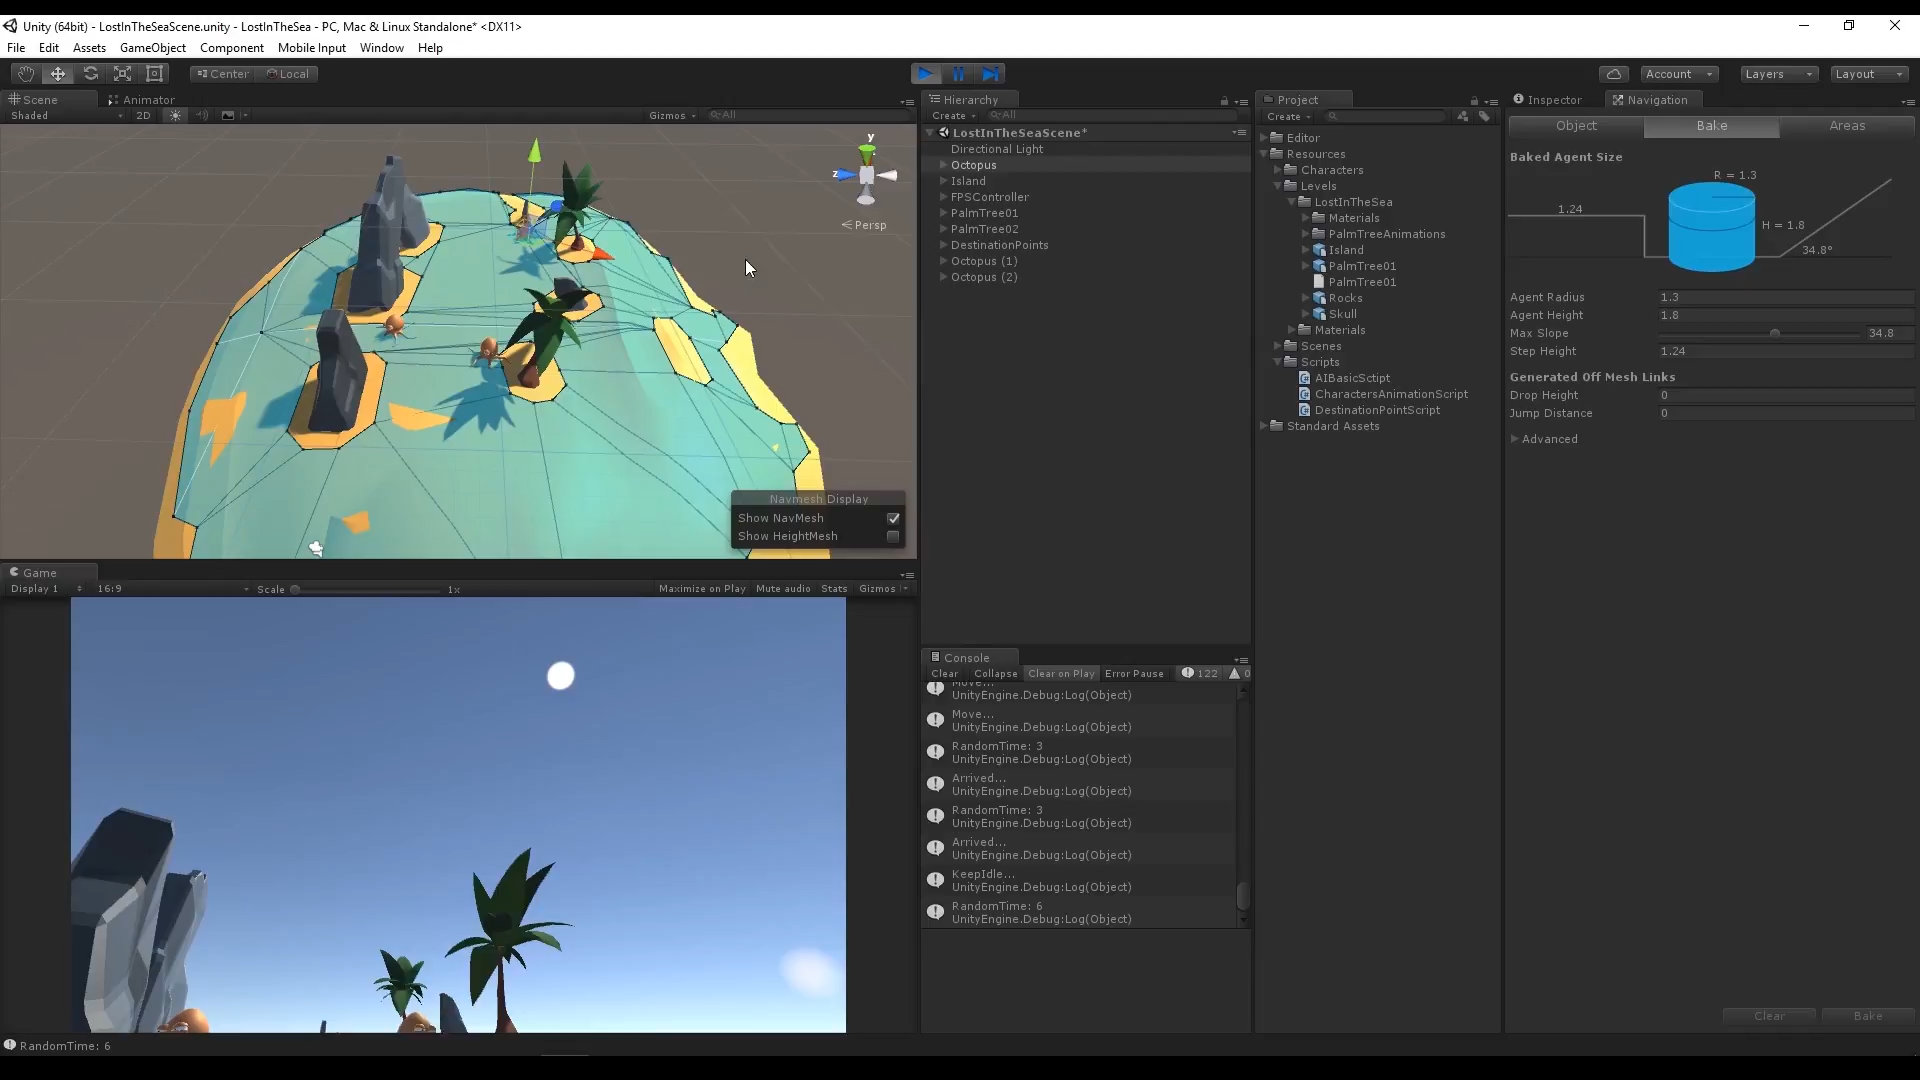 Unity (64bit) - LostInTheSeaScene.unity - LostInTheSea - PC, Mac & Linux Standalone* <DX11>
File Edit Assets GameObject Component Mobile Input Window Help
Center Local
Account Layers Layout
Scene Animator
Shaded 2D Gizmos All
y
z
Persp
Navmesh Display
Show NavMesh
Show HeightMesh
Game
Display 1 16:9 Scale 1x Maximize on Play Mute audio Stats Gizmos
RandomTime: 6
Hierarchy
Create All
LostInTheSeaScene*
Directional Light
Octopus
Island
FPSController
PalmTree01
PalmTree02
DestinationPoints
Octopus (1)
Octopus (2)
Console
Clear Collapse Clear on Play Error Pause 122 0
Move...
UnityEngine.Debug:Log(Object)
Move...
UnityEngine.Debug:Log(Object)
RandomTime: 3
UnityEngine.Debug:Log(Object)
Arrived...
UnityEngine.Debug:Log(Object)
RandomTime: 3
UnityEngine.Debug:Log(Object)
Arrived...
UnityEngine.Debug:Log(Object)
KeepIdle...
UnityEngine.Debug:Log(Object)
RandomTime: 6
UnityEngine.Debug:Log(Object)
Project
Create
Editor
Resources
Characters
Levels
LostInTheSea
Materials
PalmTreeAnimations
Island
PalmTree01
PalmTree01
Rocks
Skull
Materials
Scenes
Scripts
AIBasicSctipt
CharactersAnimationScript
DestinationPointScript
Standard Assets
Inspector Navigation
Object Bake Areas
Baked Agent Size
R = 1.3
1.24
H = 1.8
34.8°
Agent Radius 1.3
Agent Height 1.8
Max Slope 34.8
Step Height 1.24
Generated Off Mesh Links
Drop Height 0
Jump Distance 0
Advanced
Clear Bake